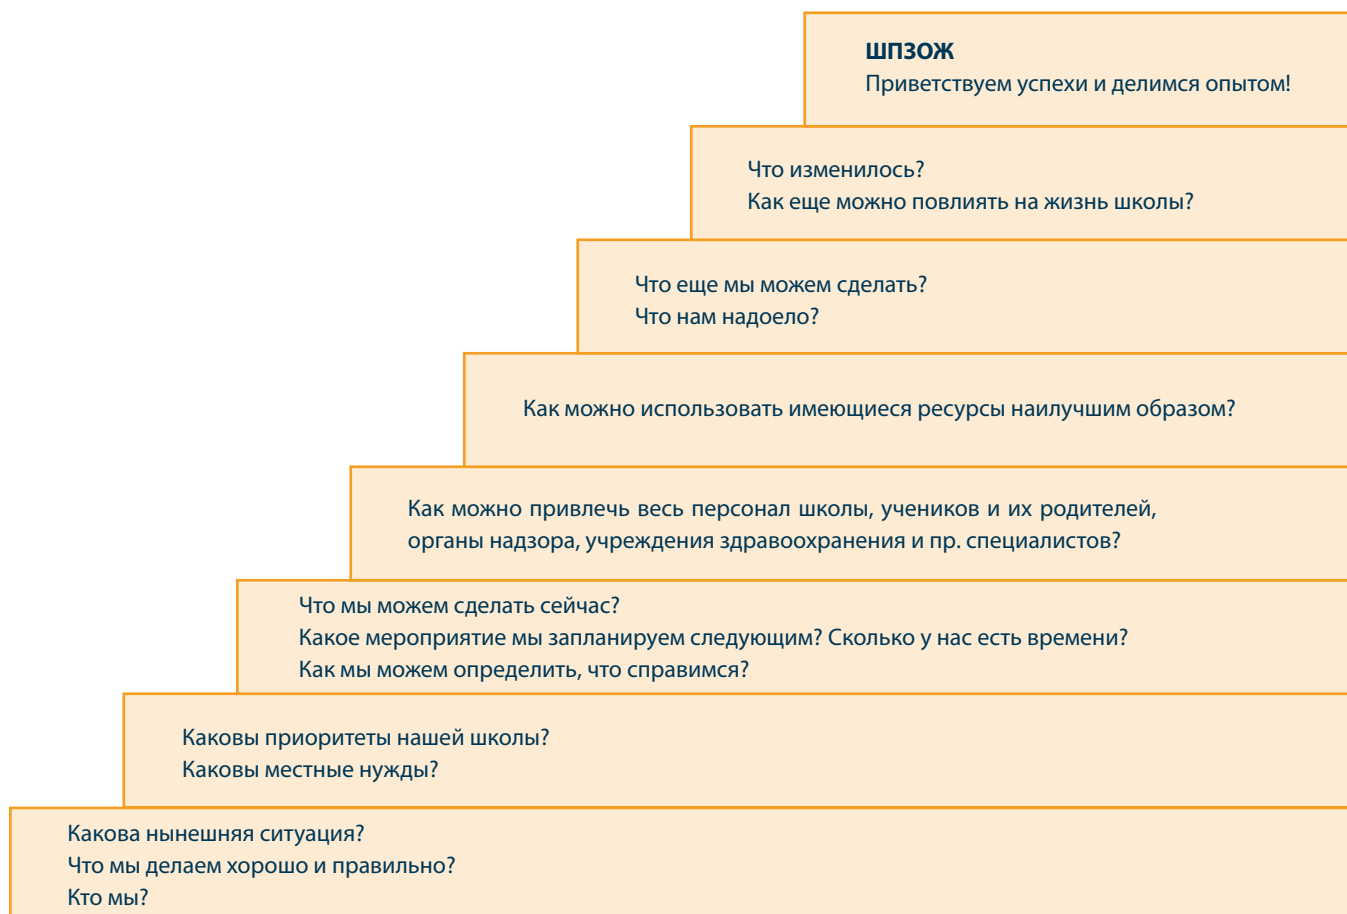 ШПЗОЖ
Приветствуем успехи и делимся опытом!
Что изменилось?
Как еще можно повлиять на жизнь школы?
Что еще мы можем сделать?
Что нам надоело?
Как можно использовать имеющиеся ресурсы наилучшим образом?
Как можно привлечь весь персонал школы, учеников и их родителей,
органы надзора, учреждения здравоохранения и пр. специалистов?
Что мы можем сделать сейчас?
Какое мероприятие мы запланируем следующим? Сколько у нас есть времени?
Как мы можем определить, что справимся?
Каковы приоритеты нашей школы?
Каковы местные нужды?
Какова нынешняя ситуация?
Что мы делаем хорошо и правильно?
Кто мы?